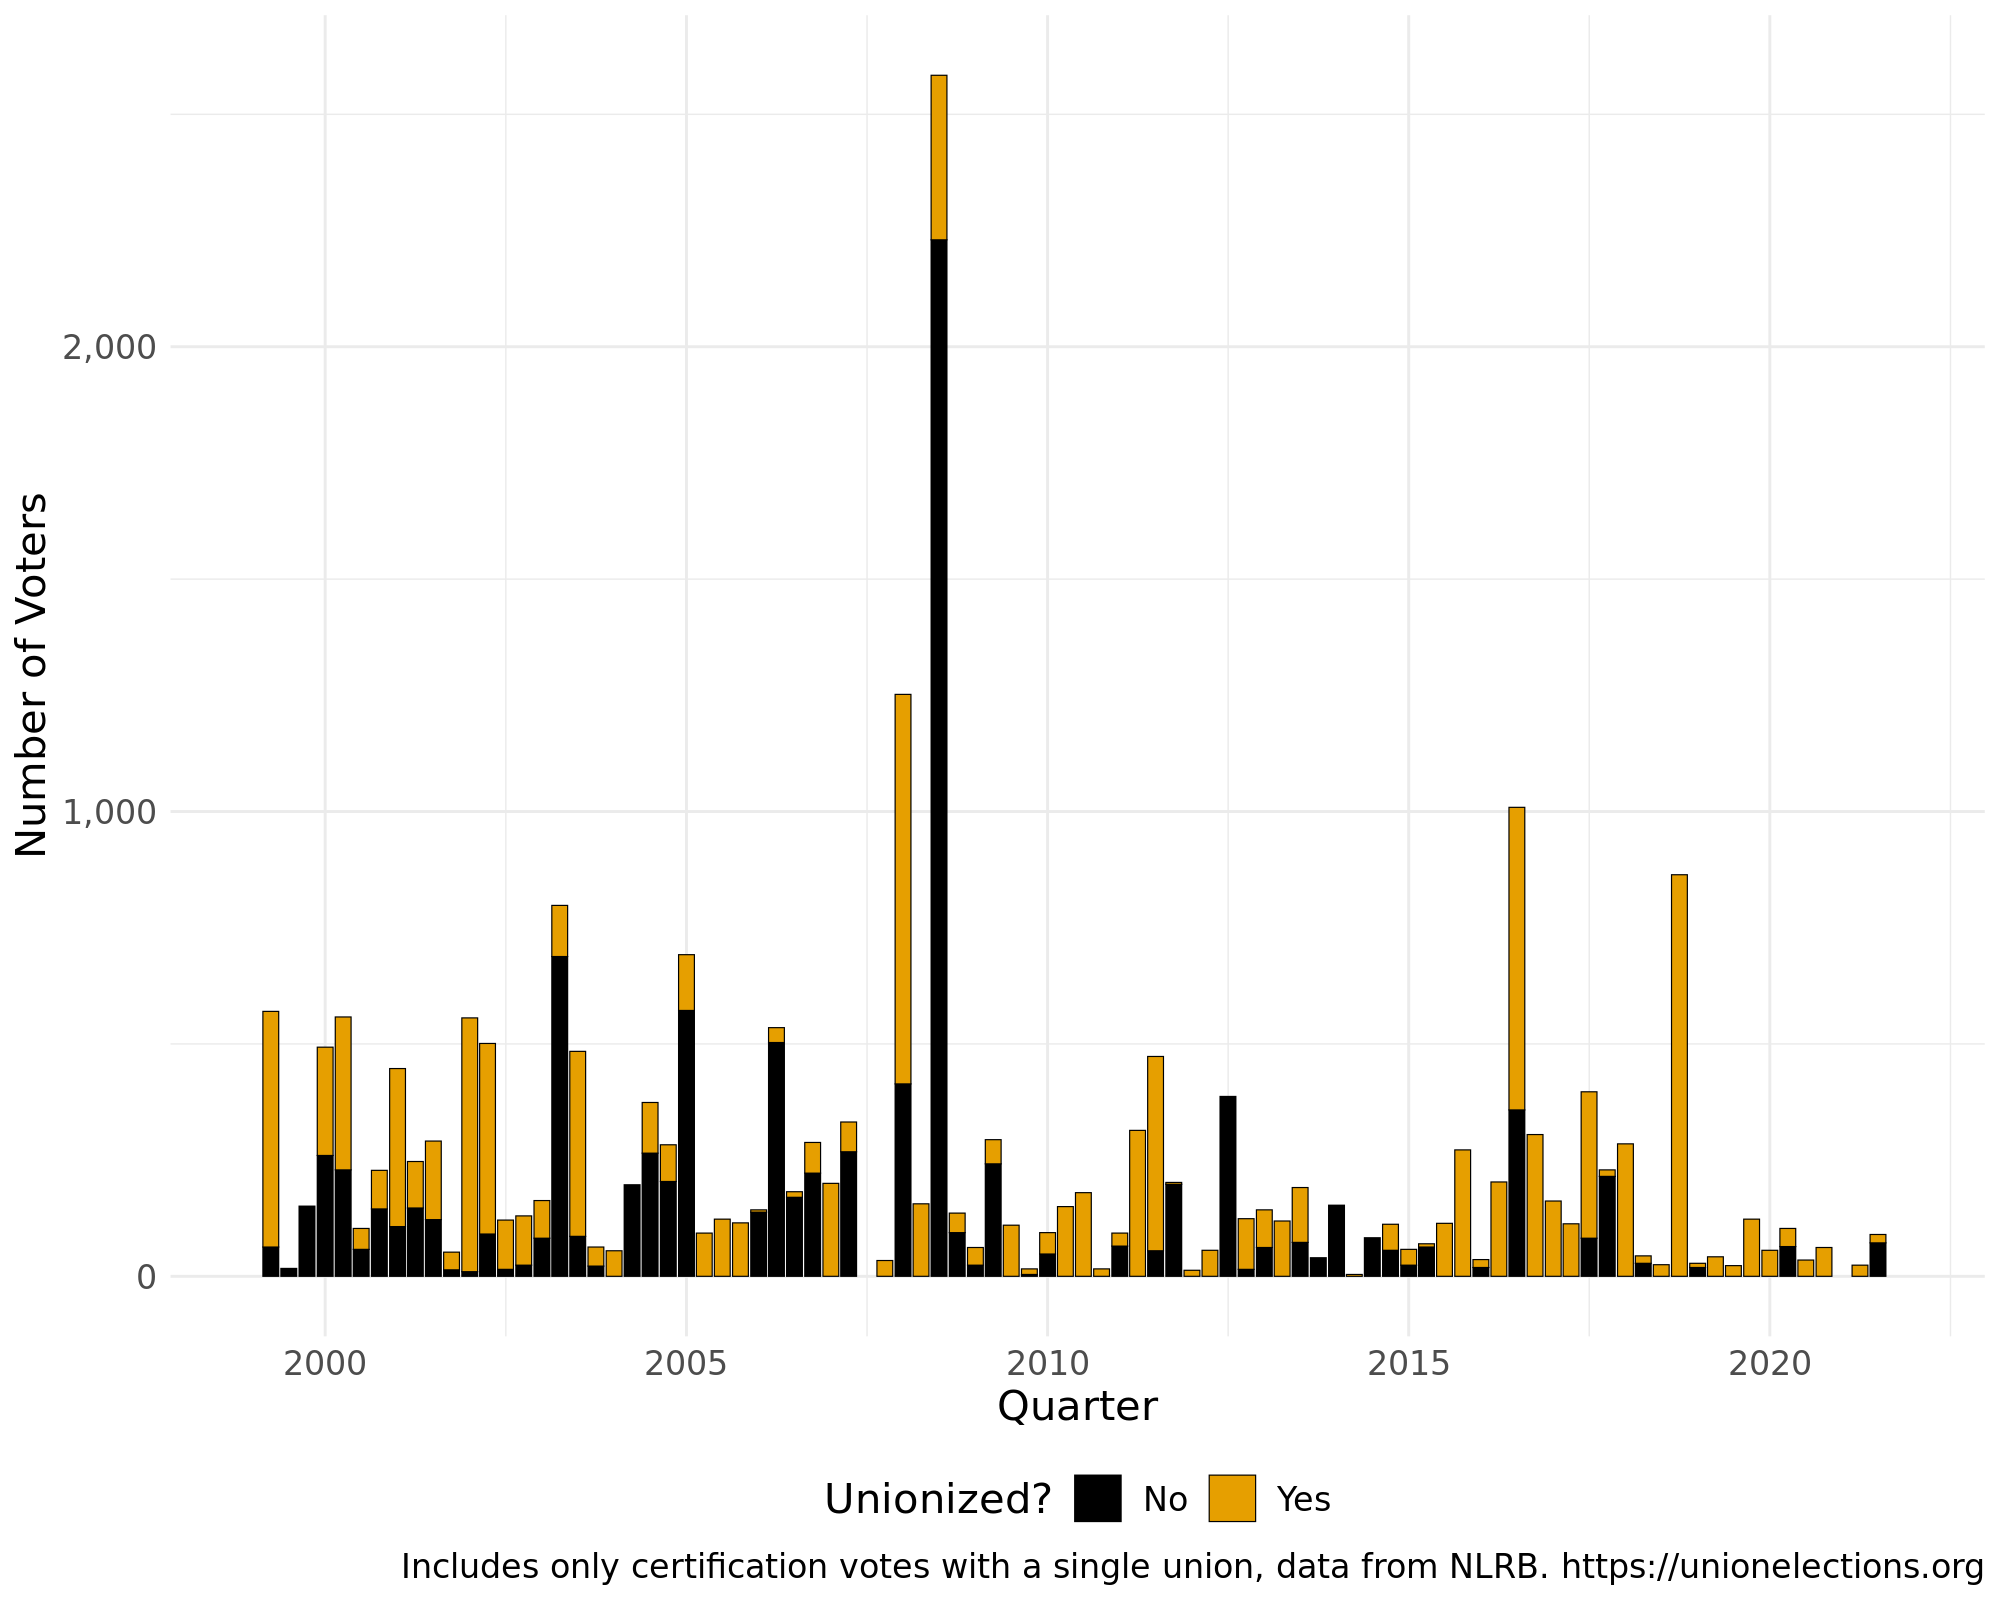 Number of Voters
2,000
1,000
0
2000 2005 2010 2015 2020
Quarter
Unionized? No Yes
Includes only certification votes with a single union, data from NLRB. https://unionelections.org